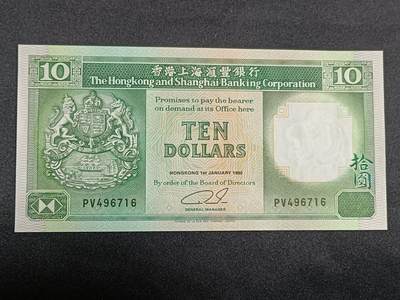 10
香港上海滙豐銀行
10
The Hongkong and Shanghai Banking Corporation
Promises to pay the bearer
on demand at its Office here
TEN
DOLLARS
拾圓
HONGKONG 1st JANUARY
By order of the Board of Directors
PV496716
GENERAL MANAGER
PV496716